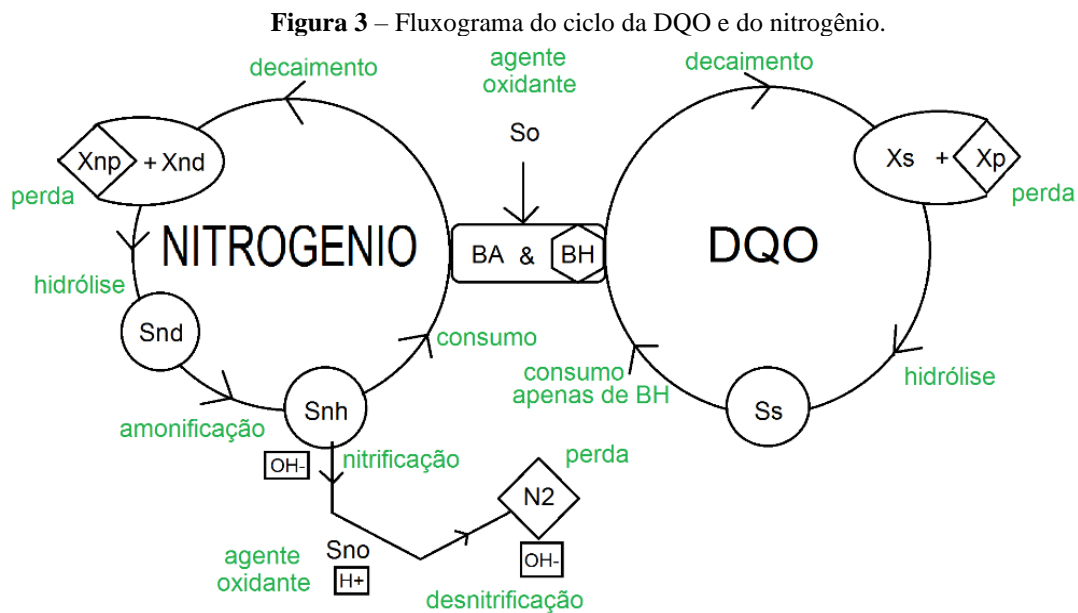 Figura 3 – Fluxograma do ciclo da DQO e do nitrogênio.
decaimento
agente
oxidante
decaimento
So
Xnp + Xnd
perda
Xs + Xp
perda
NITROGENIO
BA & BH
DQO
hidrólise
Snd
consumo
consumo
apenas de BH
hidrólise
Snh
Ss
amonificação
OH-
nitrificação
perda
N2
Sno
agente
oxidante
H+
OH-
desnitrificação